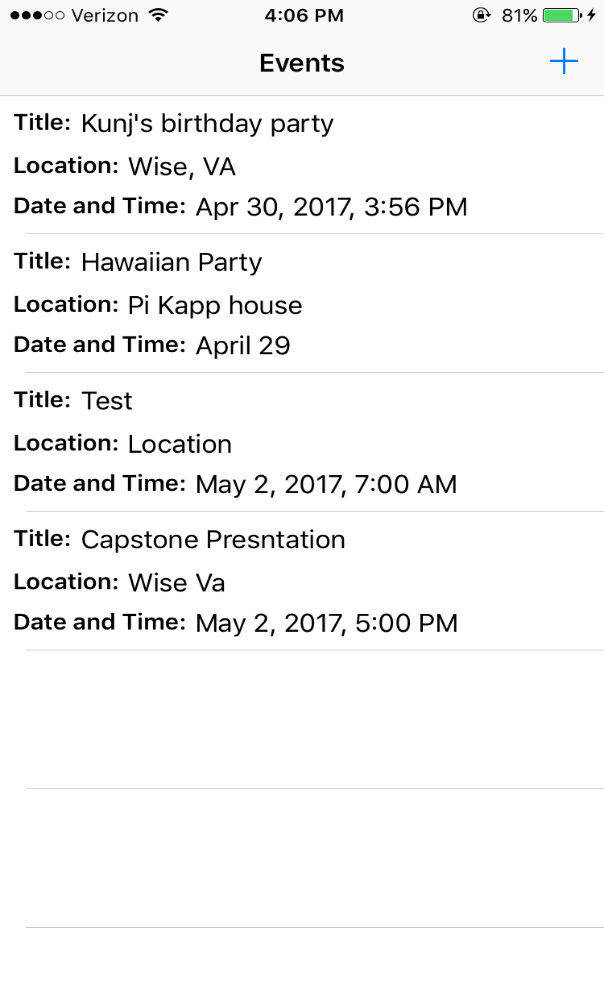 Verizon 4:06 PM 81%
Events
Title: Kunj's birthday party
Location: Wise, VA
Date and Time: Apr 30, 2017, 3:56 PM
Title: Hawaiian Party
Location: Pi Kapp house
Date and Time: April 29
Title: Test
Location: Location
Date and Time: May 2, 2017, 7:00 AM
Title: Capstone Presntation
Location: Wise Va
Date and Time: May 2, 2017, 5:00 PM